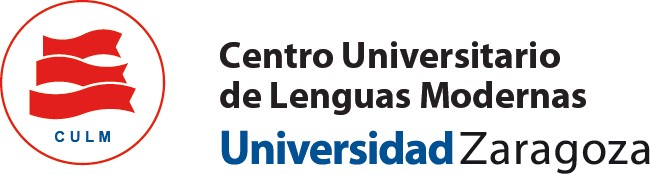 CULM
Centro Universitario
de Lenguas Modernas
Universidad Zaragoza